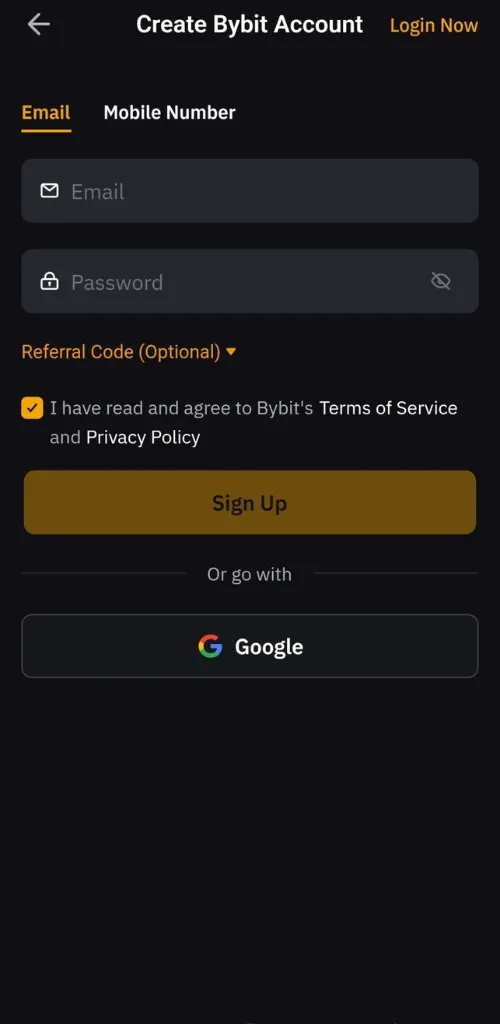 Create Bybit Account
Login Now
Email
Mobile Number
Email
Password
Referral Code (Optional)
I have read and agree to Bybit's Terms of Service
and Privacy Policy
Sign Up
Or go with
Google